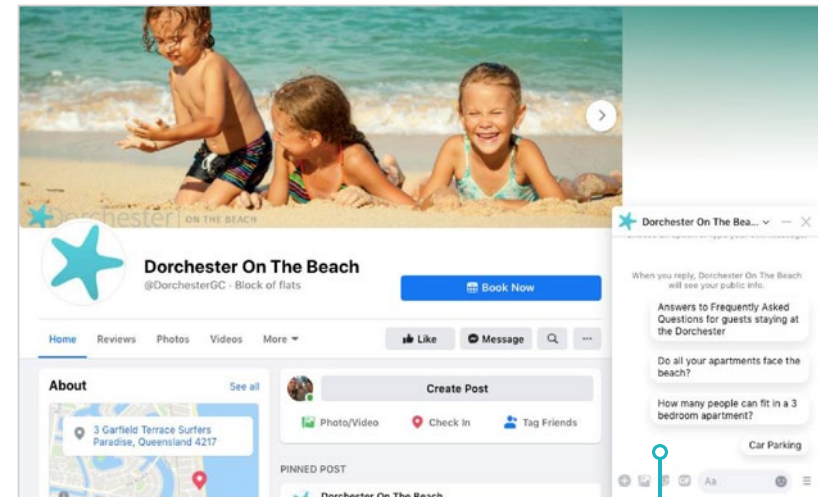 Dorchester ON THE BEACH
Dorchester On The Beach
@DorchesterGC · Block of flats
Book Now
Home Reviews Photos Videos More
Like Message
About See all
3 Garfield Terrace Surfers
Paradise, Queensland 4217
Create Post
Photo/Video Check In Tag Friends
PINNED POST
Dorchester On The Beach
Dorchester On The Bea...
When you reply, Dorchester On The Beach
will see your public info.
Answers to Frequently Asked
Questions for guests staying at
the Dorchester
Do all your apartments face the
beach?
How many people can fit in a 3
bedroom apartment?
Car Parking
Aa